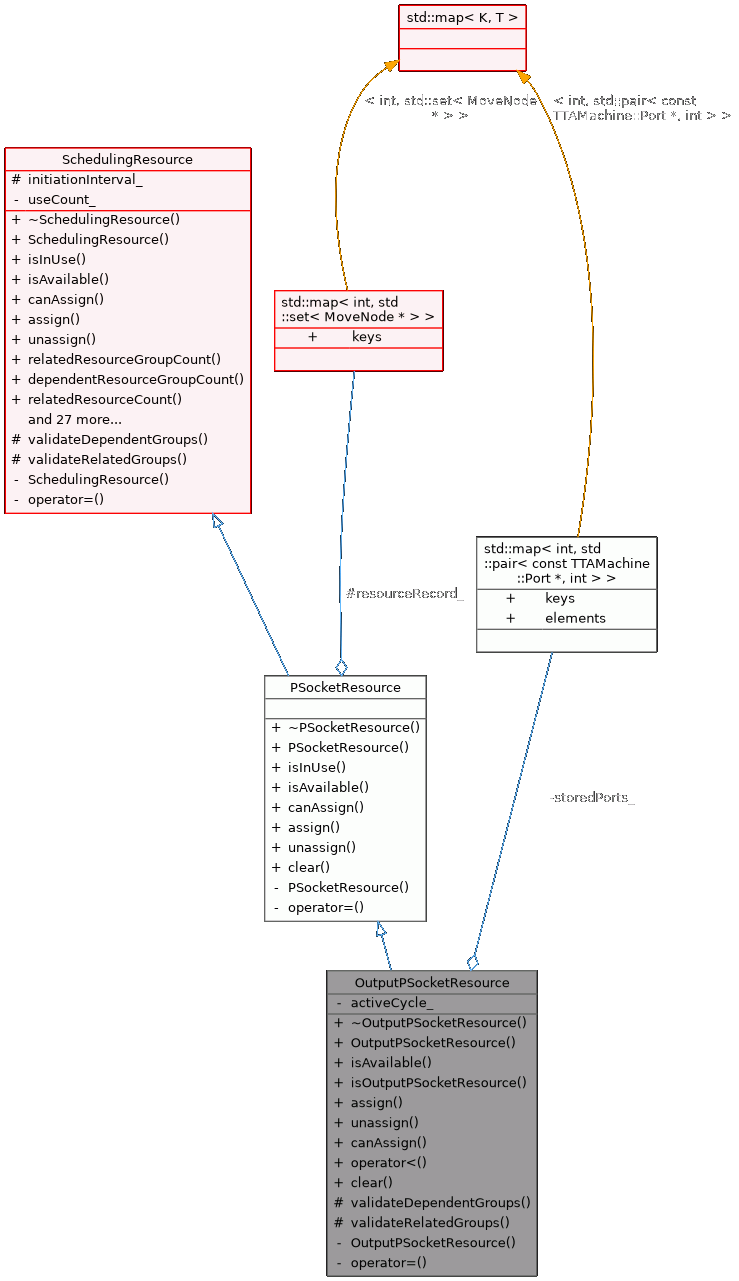 std::map< K, T >
< int, std::set< MoveNode
* > >
< int, std::pair< const
TTAMachine::Port *, int > >
SchedulingResource
# initiationInterval_
- useCount_
+ ~SchedulingResource()
+ SchedulingResource()
+ isInUse()
+ isAvailable()
+ canAssign()
+ assign()
+ unassign()
+ relatedResourceGroupCount()
+ dependentResourceGroupCount()
+ relatedResourceCount()
and 27 more...
# validateDependentGroups()
# validateRelatedGroups()
- SchedulingResource()
- operator=()
std::map< int, std
::set< MoveNode * > >
+ keys
std::map< int, std
::pair< const TTAMachine
::Port *, int > >
+ keys
+ elements
#resourceRecord_
PSocketResource
+ ~PSocketResource()
+ PSocketResource()
+ isInUse()
+ isAvailable()
+ canAssign()
+ assign()
+ unassign()
+ clear()
- PSocketResource()
- operator=()
-storedPorts_
OutputPSocketResource
- activeCycle_
+ ~OutputPSocketResource()
+ OutputPSocketResource()
+ isAvailable()
+ isOutputPSocketResource()
+ assign()
+ unassign()
+ canAssign()
+ operator<()
+ clear()
# validateDependentGroups()
# validateRelatedGroups()
- OutputPSocketResource()
- operator=()